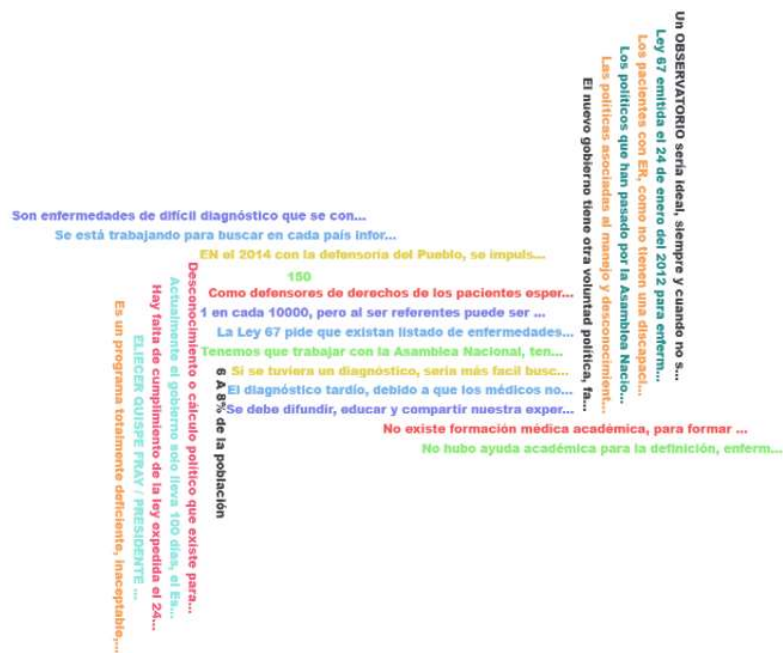 Son enfermedades de difícil diagnóstico que se con...
Se está trabajando para buscar en cada país infor...
EN el 2014 con la defensoría del Pueblo, se impuls...
150
Como defensores de derechos de los pacientes esper...
1 en cada 10000, pero al ser referentes puede ser ...
La Ley 67 pide que existan listado de enfermedades...
Tenemos que trabajar con la Asamblea Nacional, ten...
Si se tuviera un diagnóstico, sería más facil busc...
El diagnóstico tardío, debido a que los médicos no...
Se debe difundir, educar y compartir nuestra exper...
No existe formación médica académica, para formar ...
No hubo ayuda académica para la definición, enferm...
Es un programa totalmente deficiente, inaceptable,...
ELIECER QUISPE FRAY / PRESIDENTE ...
Hay falta de cumplimiento de la ley expedida el 24...
Actualmente el gobierno solo lleva 100 días, el Es...
Desconocimiento o cálculo político que existe para...
6 A 8% de la población
El nuevo gobierno tiene otra voluntad política, fa...
Las políticas asociadas al manejo y desconocimient...
Los políticos que han pasado por la Asamblea Nacio...
Los pacientes con ER, como no tienen una discapaci...
Ley 67 emitida el 24 de enero del 2012 para enferm...
Un OBSERVATORIO sería ideal, siempre y cuando no s...